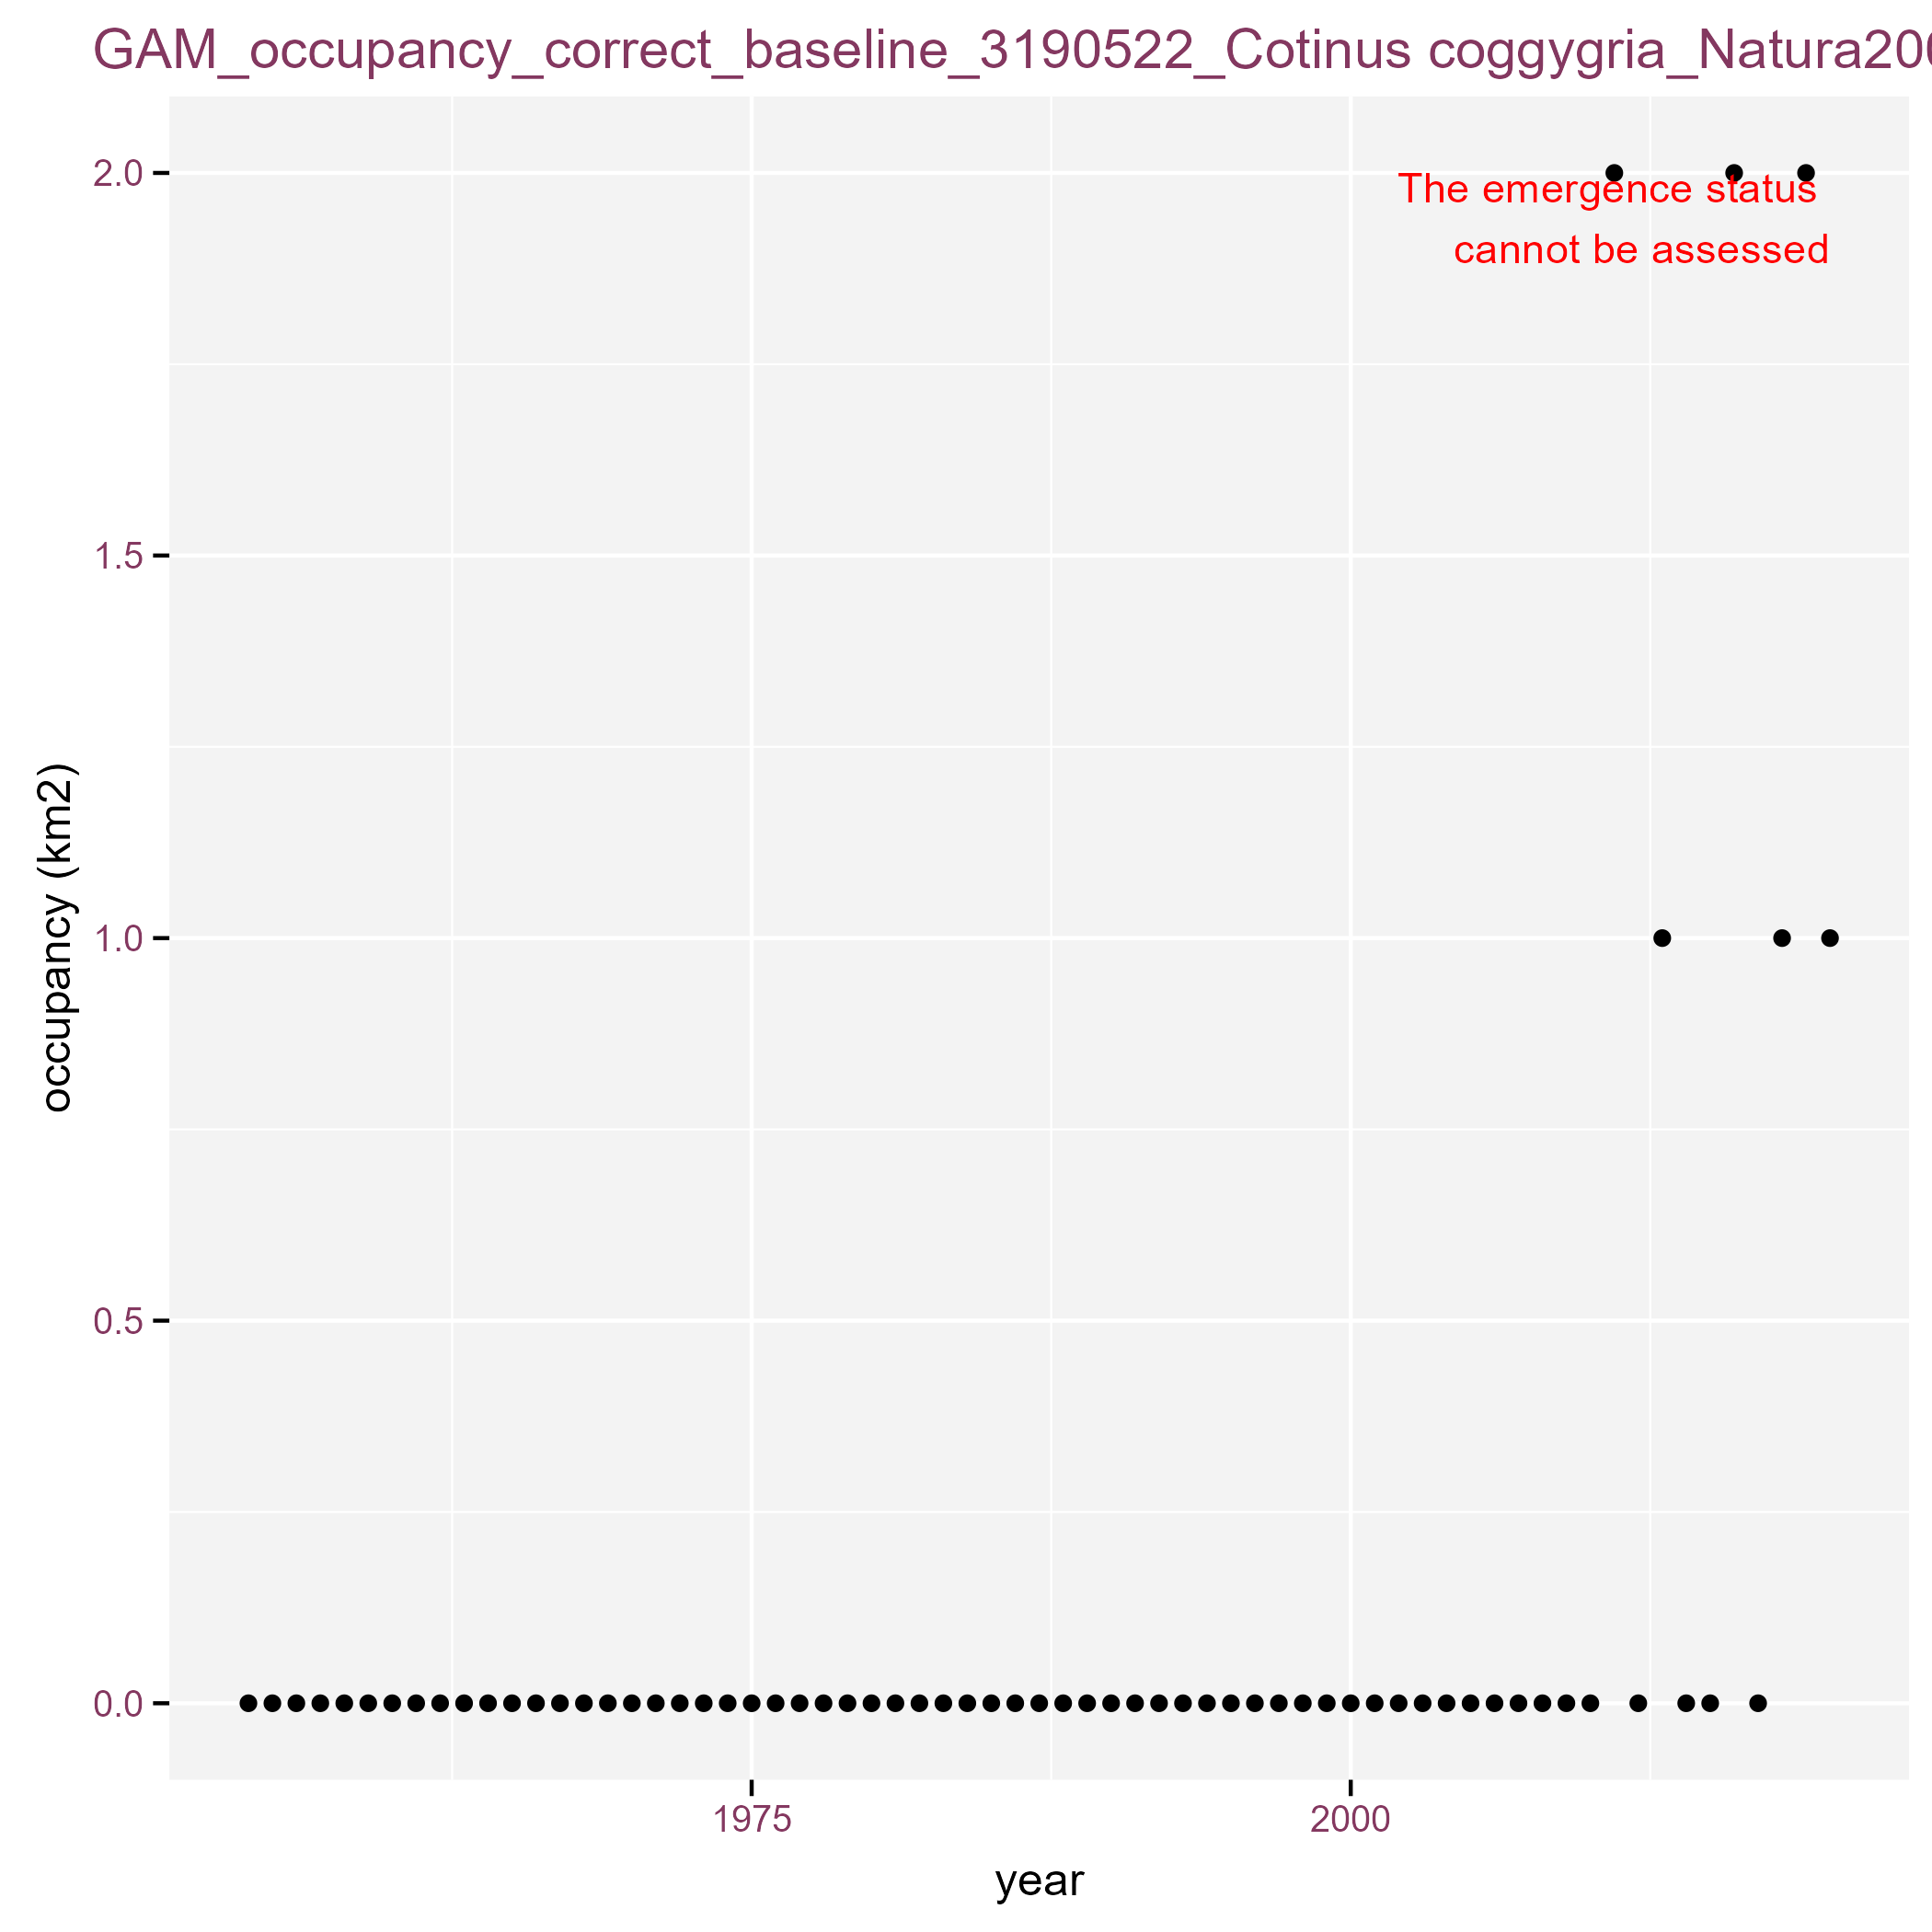 GAM_occupancy_correct_baseline_3190522_Cotinus coggygria_Natura200
2.0
The emergence status
cannot be assessed
1.5
occupancy (km2)
1.0
0.5
0.0
1975
2000
year